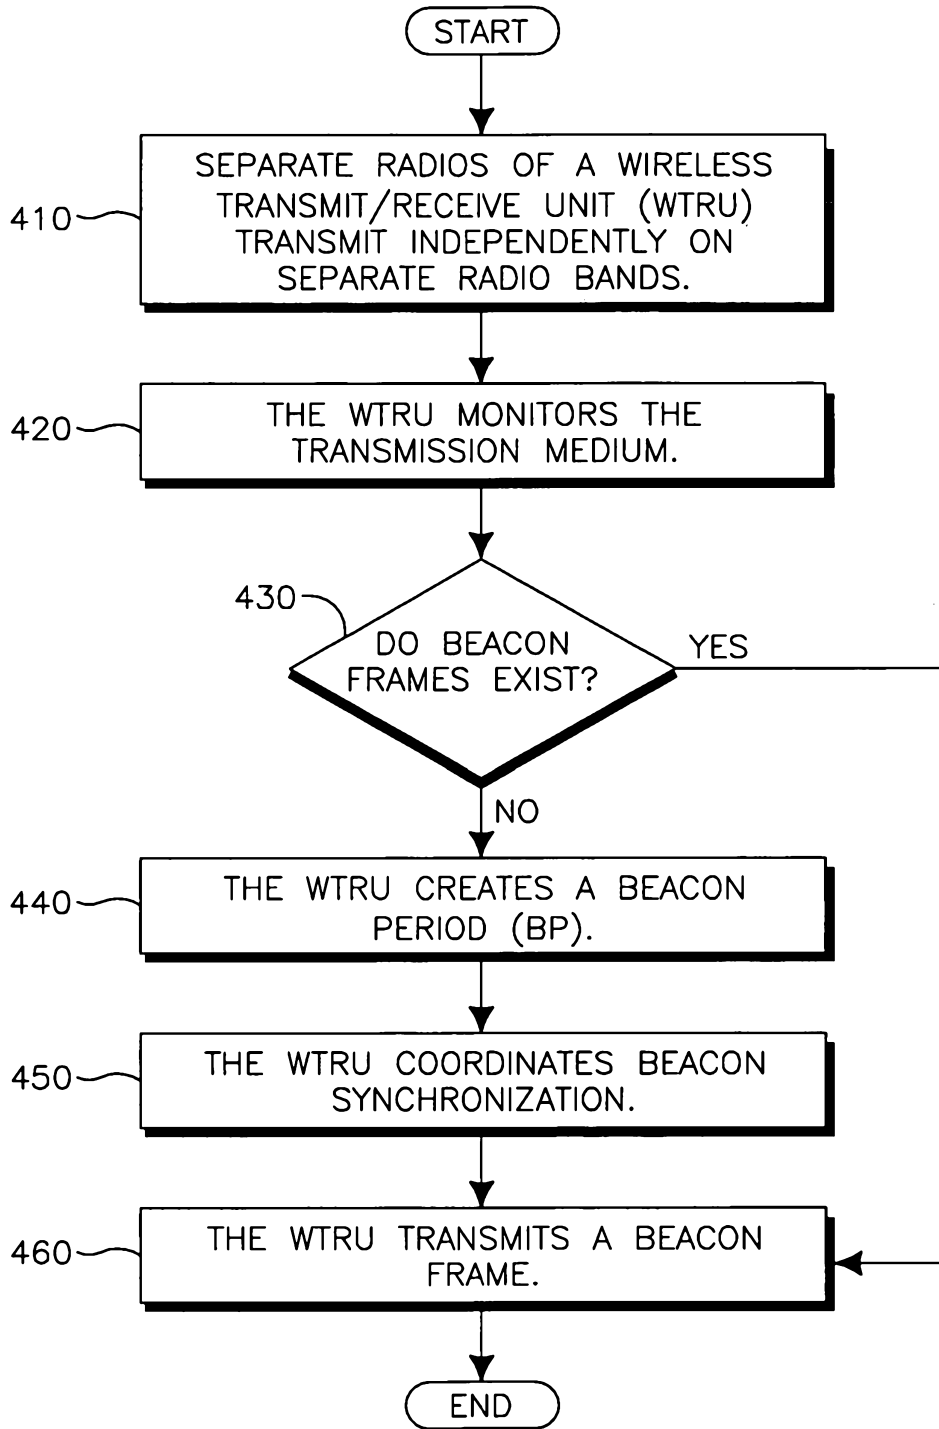 START
410
SEPARATE RADIOS OF A WIRELESS
TRANSMIT/RECEIVE UNIT (WTRU)
TRANSMIT INDEPENDENTLY ON
SEPARATE RADIO BANDS.
420
THE WTRU MONITORS THE
TRANSMISSION MEDIUM.
430
DO BEACON
FRAMES EXIST?
YES
NO
440
THE WTRU CREATES A BEACON
PERIOD (BP).
450
THE WTRU COORDINATES BEACON
SYNCHRONIZATION.
460
THE WTRU TRANSMITS A BEACON
FRAME.
END